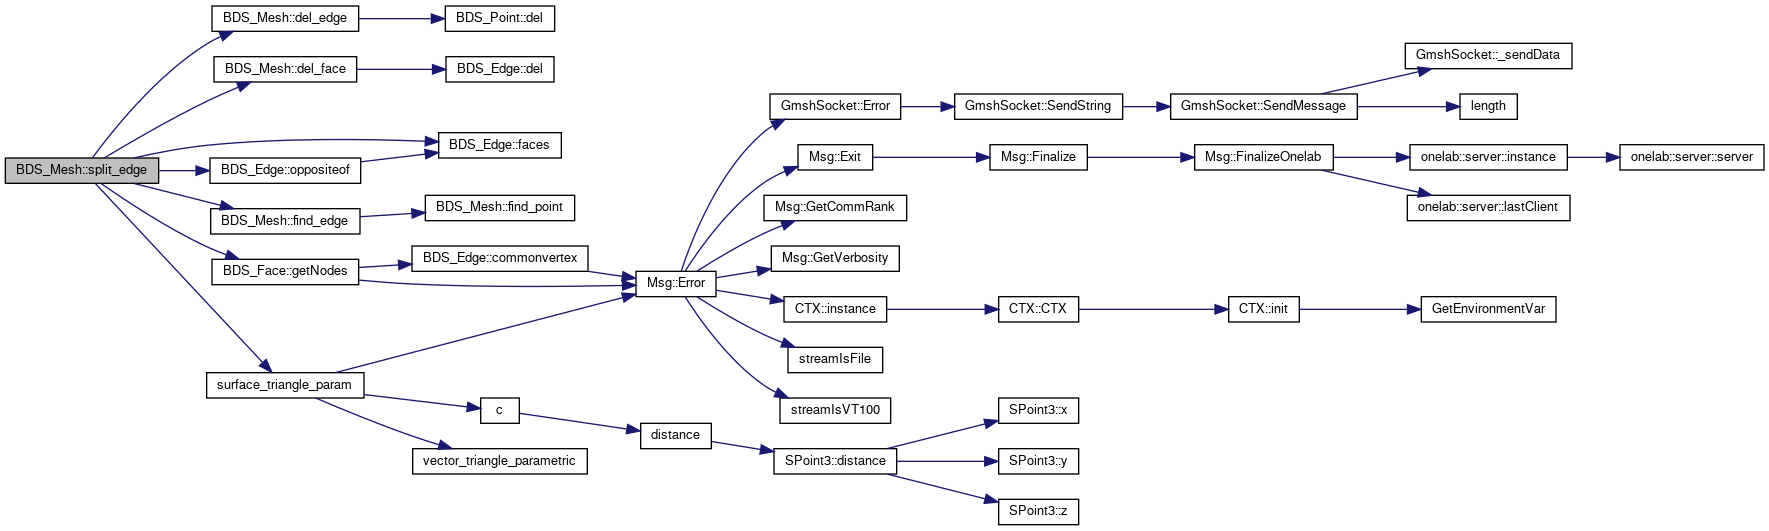 BDS_Mesh::split_edge
BDS_Mesh::del_edge
BDS_Point::del
BDS_Mesh::del_face
BDS_Edge::del
BDS_Edge::faces
BDS_Edge::oppositeof
BDS_Mesh::find_edge
BDS_Mesh::find_point
BDS_Face::getNodes
BDS_Edge::commonvertex
Msg::Error
surface_triangle_param
c
vector_triangle_parametric
distance
GmshSocket::Error
GmshSocket::SendString
GmshSocket::SendMessage
GmshSocket::_sendData
length
Msg::Exit
Msg::Finalize
Msg::FinalizeOnelab
onelab::server::instance
onelab::server::server
onelab::server::lastClient
Msg::GetCommRank
Msg::GetVerbosity
CTX::instance
CTX::CTX
CTX::init
GetEnvironmentVar
streamIsFile
streamIsVT100
SPoint3::distance
SPoint3::x
SPoint3::y
SPoint3::z